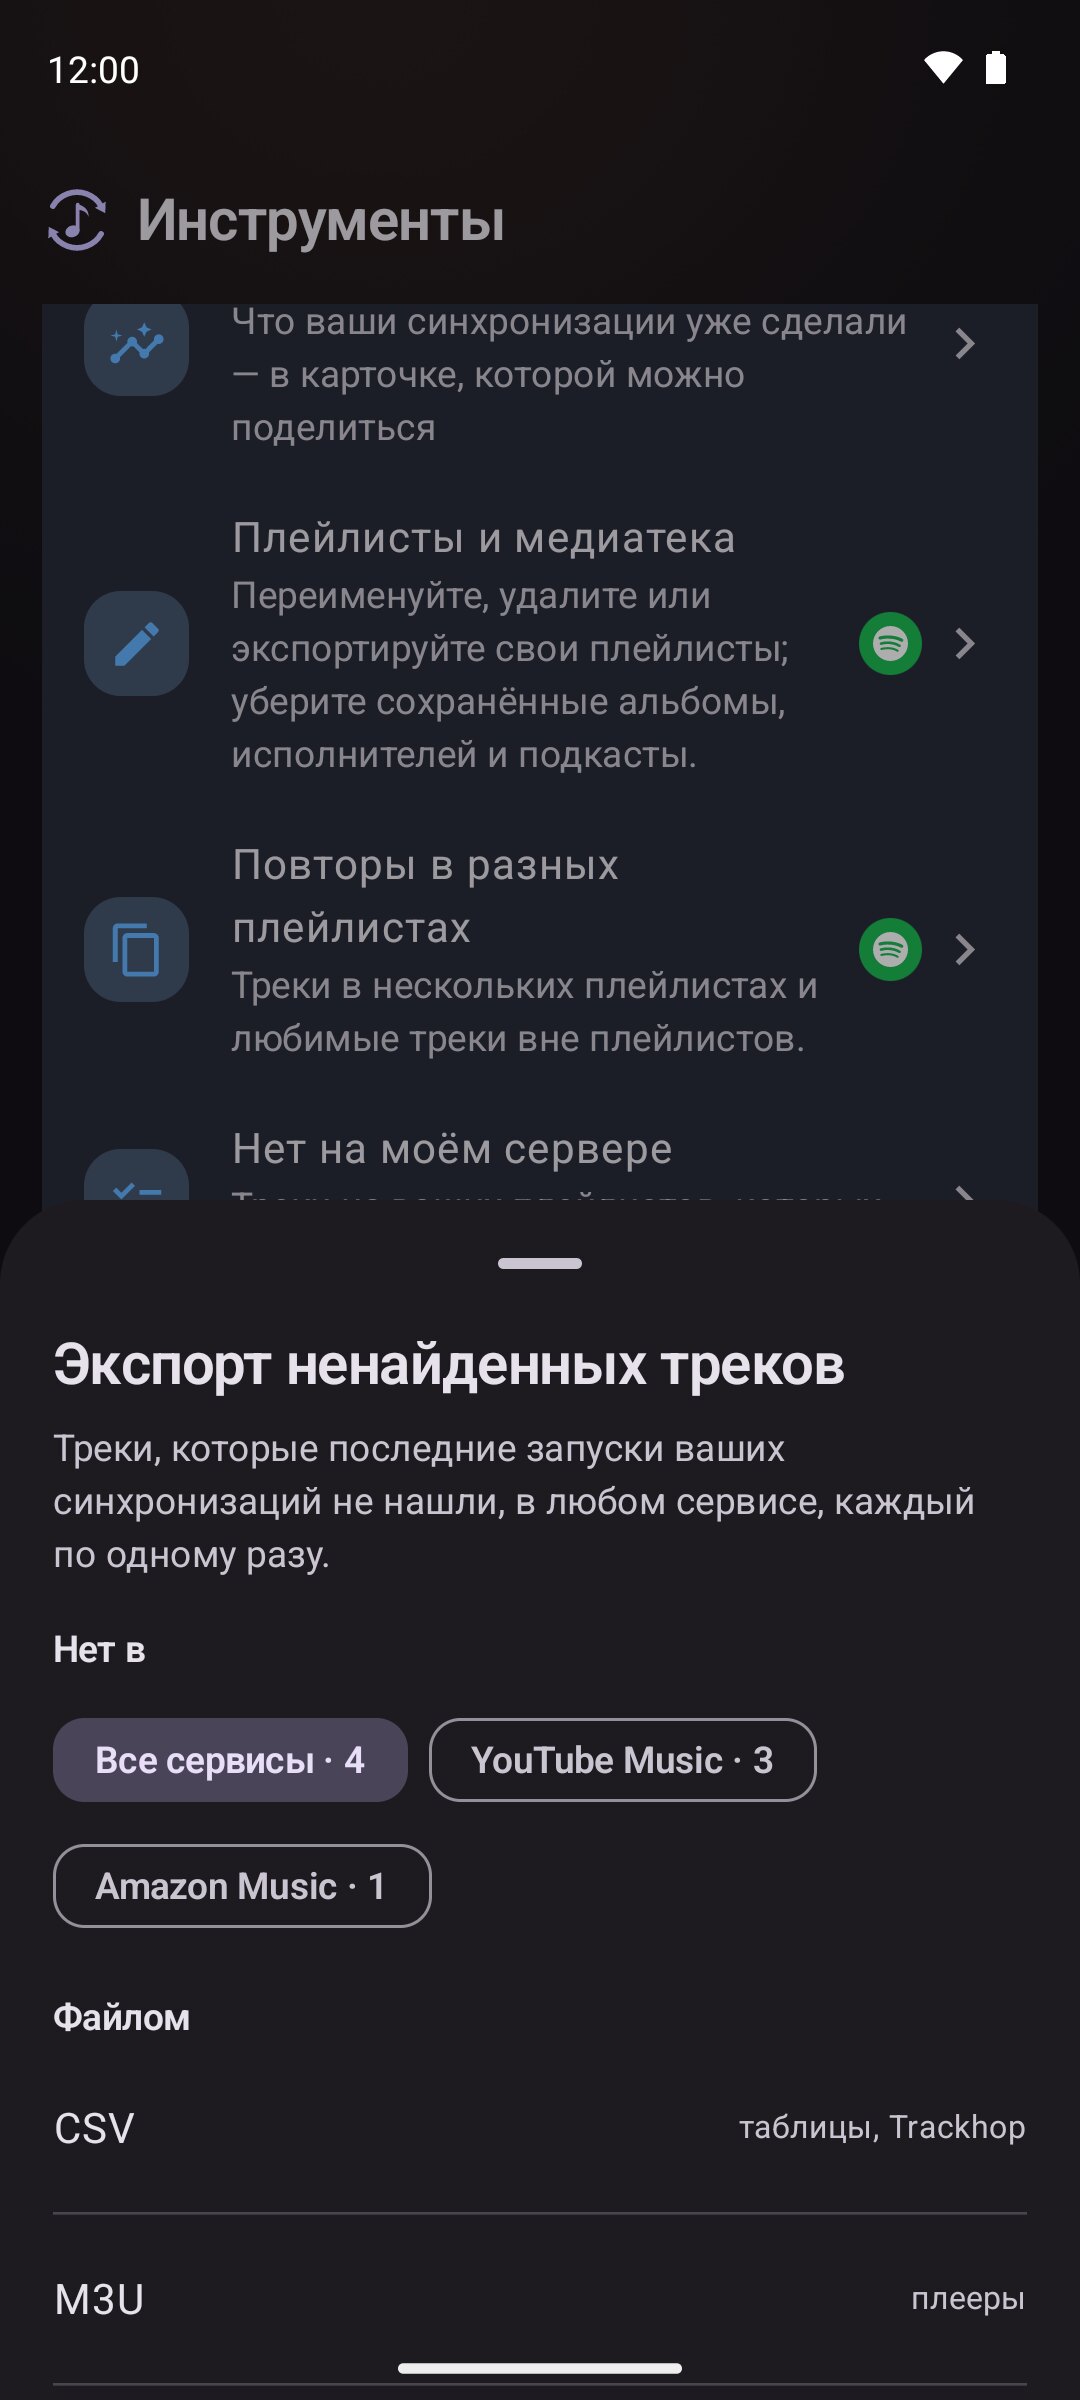 12:00
Инструменты
Что ваши синхронизации уже сделали
— в карточке, которой можно
поделиться
Плейлисты и медиатека
Переименуйте, удалите или
экспортируйте свои плейлисты;
уберите сохранённые альбомы,
исполнителей и подкасты.
Повторы в разных
плейлистах
Треки в нескольких плейлистах и
любимые треки вне плейлистов.
Нет на моём сервере
Экспорт ненайденных треков
Треки, которые последние запуски ваших
синхронизаций не нашли, в любом сервисе, каждый
по одному разу.
Нет в
Все сервисы · 4
YouTube Music · 3
Amazon Music · 1
Файлом
CSV
таблицы, Trackhop
M3U
плееры